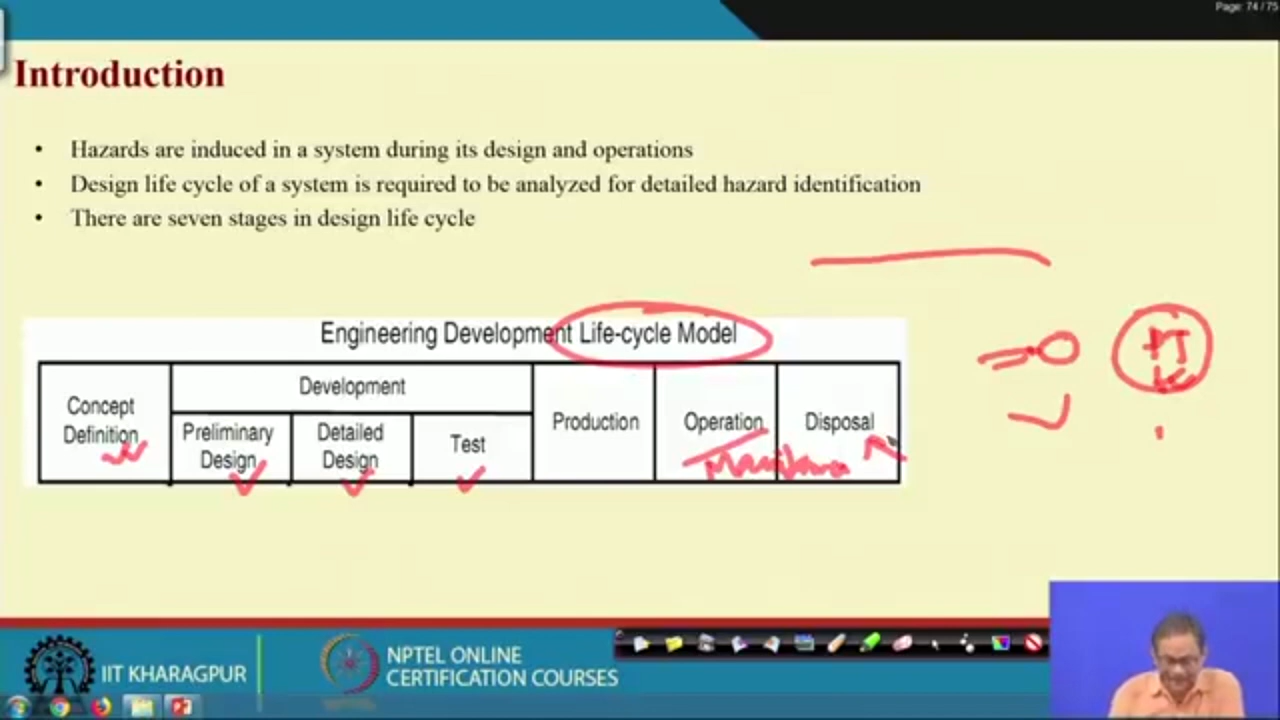 Page: 74 / 75
Introduction
• Hazards are induced in a system during its design and operations
• Design life cycle of a system is required to be analyzed for detailed hazard identification
• There are seven stages in design life cycle
Engineering Development Life-cycle Model
Concept
Definition
Development
Preliminary
Design
Detailed
Design
Test
Production
Operation
Disposal
IIT KHARAGPUR
NPTEL ONLINE
CERTIFICATION COURSES